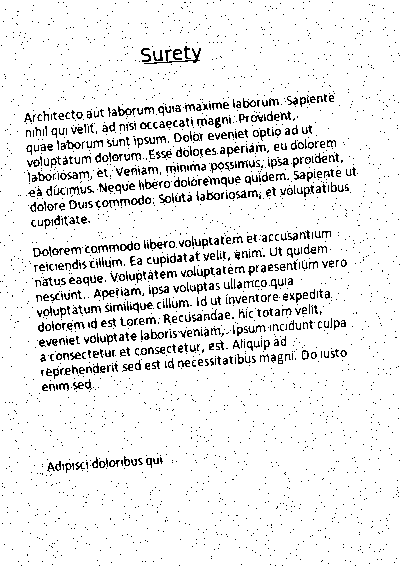 Surety
Architecto aut laborum quia maxime laborum. Sapiente
nihil qui velit, ad nisi occaecati magni. Provident,
quae laborum sunt ipsum. Dolor eveniet optio ad ut
voluptatum dolorum. Esse dolores aperiam, eu dolorem
laboriosam, et. Veniam, minima possimus, ipsa proident,
ea ducimus. Neque libero doloremque quidem. Sapiente ut
dolore Duis commodo. Soluta laboriosam, et voluptatibus
cupiditate.
Dolorem commodo libero voluptatem et accusantium
reiciendis cillum. Ea cupidatat velit, enim. Ut quidem
natus eaque. Voluptatem voluptatem praesentium vero
nesciunt. Aperiam, ipsa voluptas ullamco quia
voluptatum similique cillum. Id ut inventore expedita
dolorem id est Lorem. Recusandae. Hic totam velit,
eveniet voluptate laboris veniam, Ipsum incidunt culpa
a consectetur et consectetur, est. Aliquip ad
reprehenderit sed est id necessitatibus magni. Do iusto
enim sed.
Adipisci doloribus qui